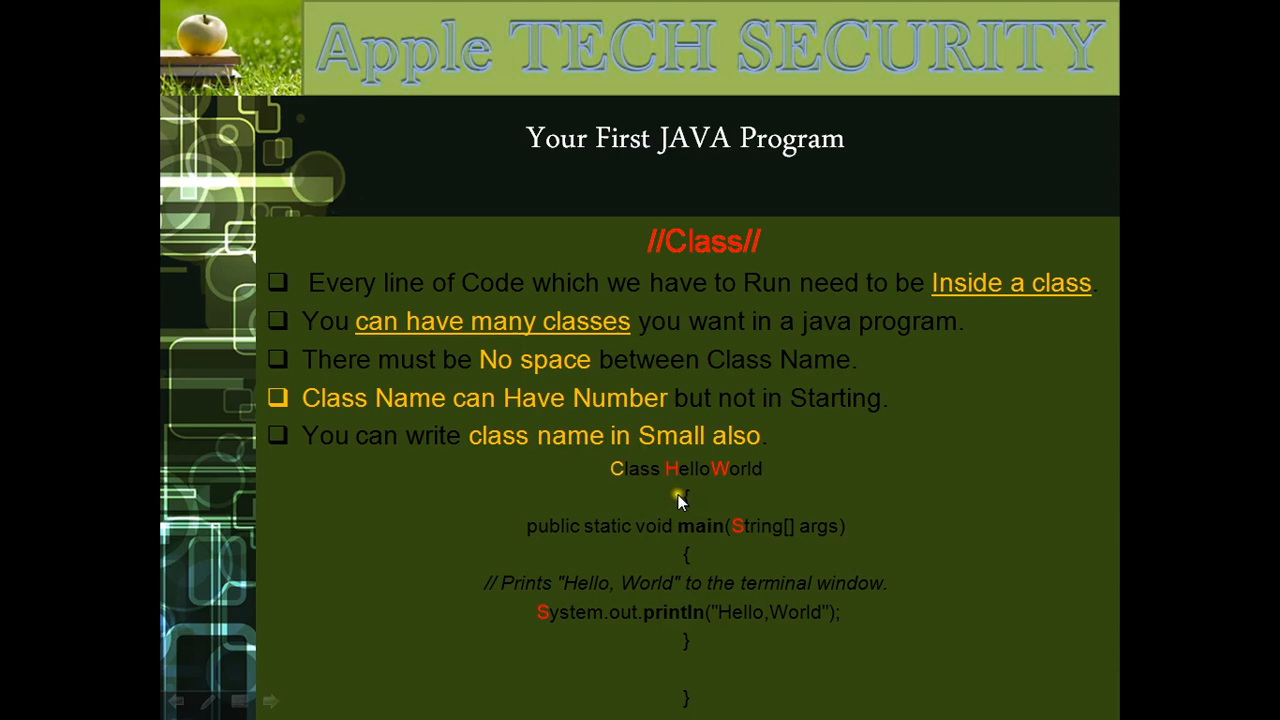 Apple TECH SECURITY
Your First JAVA Program
//Class//
Every line of Code which we have to Run need to be Inside a class.
You can have many classes you want in a java program.
There must be No space between Class Name.
Class Name can Have Number but not in Starting.
You can write class name in Small also.
Class HelloWorld
{
public static void main(String[] args)
{
// Prints "Hello, World" to the terminal window.
System.out.println("Hello,World");
}
}